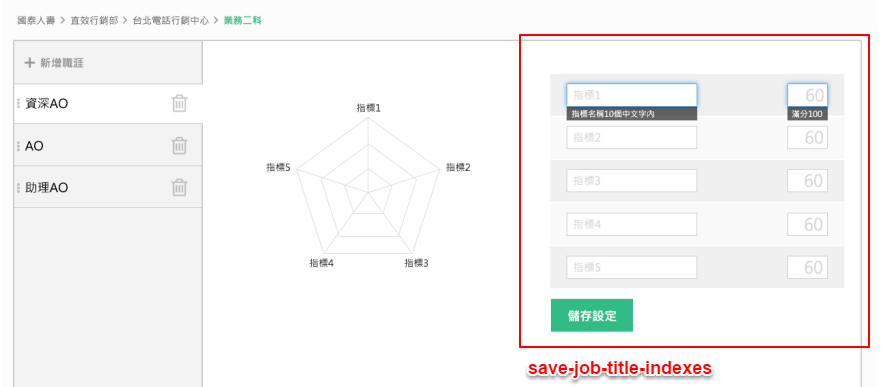 國泰人壽 > 直效行銷部 > 台北電話行銷中心 > 業務二科
+ 新增職涯
資深AO
AO
助理AO
指標1
指標2
指標3
指標4
指標5
指標1 60
指標名稱10個中文字內 滿分100
指標2 60
指標3 60
指標4 60
指標5 60
儲存設定
save-job-title-indexes